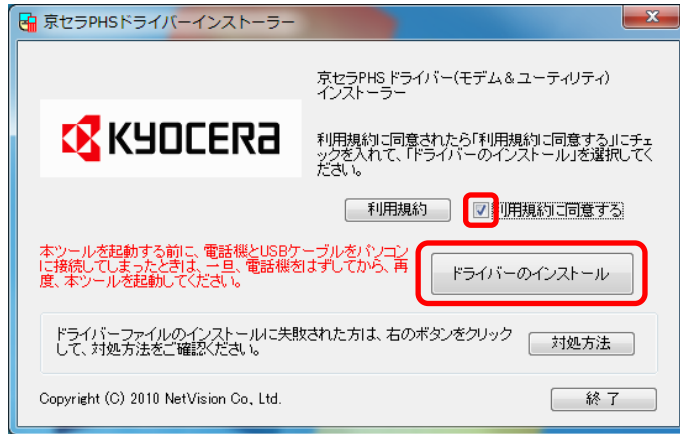 京セラPHSドライバーインストーラー
京セラPHSドライバー(モデム&ユーティリティ)
インストーラー
KYOCERA
利用規約に同意されたら「利用規約に同意する」にチェ
ックを入れて、「ドライバーのインストール」を選択してく
ださい。
利用規約
利用規約に同意する
本ツールを起動する前に、電話機とUSBケーブルをパソコン
に接続してしまったときは、一旦、電話機をはずしてから、再
度、本ツールを起動してください。
ドライバーのインストール
ドライバーファイルのインストールに失敗された方は、右のボタンをクリック
して、対処方法をご確認ください。
対処方法
Copyright (C) 2010 NetVision Co., Ltd.
終了